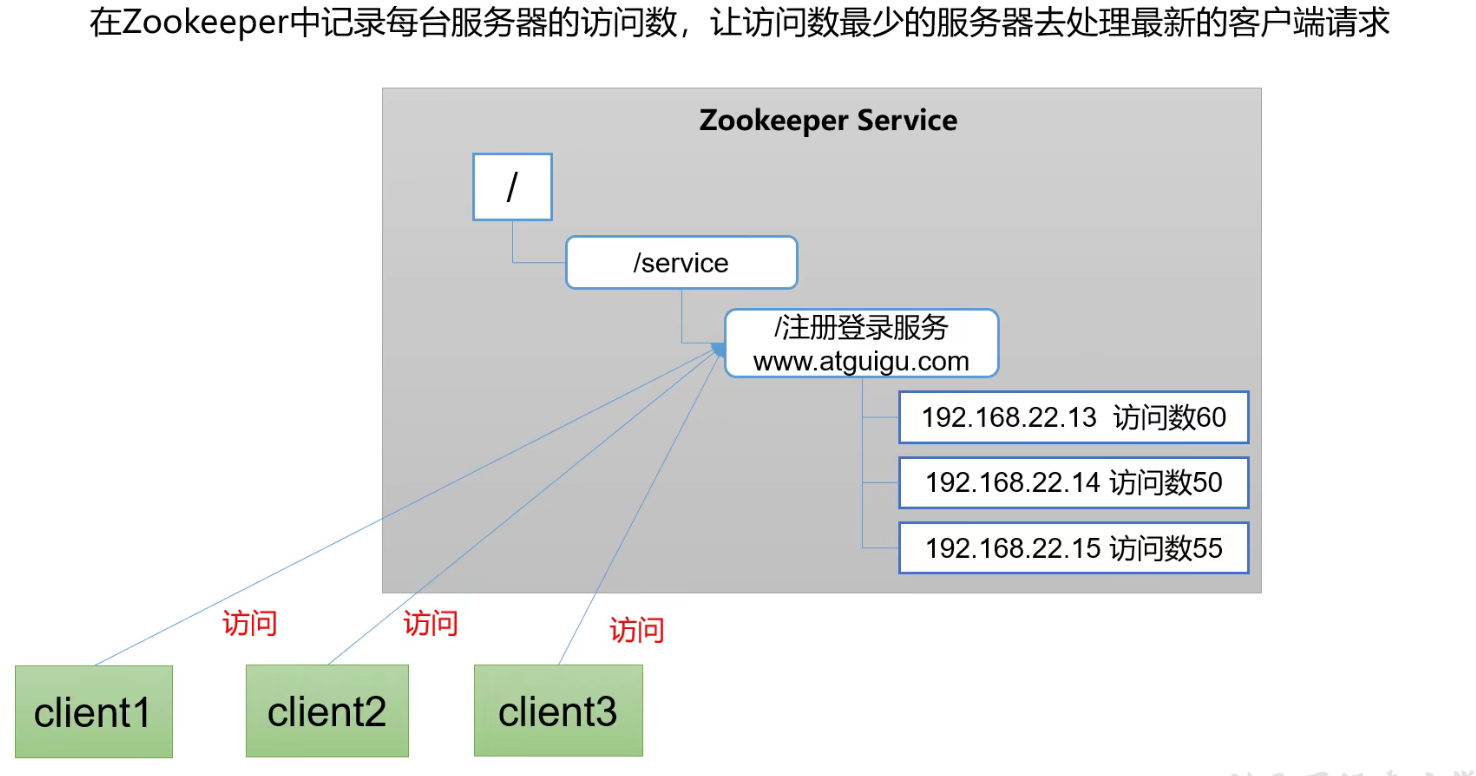 在Zookeeper中记录每台服务器的访问数，让访问数最少的服务器去处理最新的客户端请求
Zookeeper Service
/
/service
/注册登录服务
www.atguigu.com
192.168.22.13 访问数60
192.168.22.14 访问数50
192.168.22.15 访问数55
访问
访问
访问
client1
client2
client3